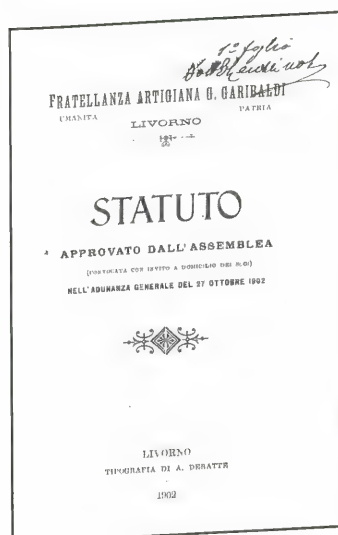 1º foglio
FRATELLANZA ARTIGIANA G. GARIBALDI
UMANITA PATRIA
LIVORNO
STATUTO
APPROVATO DALL'ASSEMBLEA
(CONVOCATA CON INVITO A DOMICILIO DEI SOCI)
NELL'ADUNANZA GENERALE DEL 27 OTTOBRE 1902
LIVORNO
TIPOGRAFIA DI A. DEBATTE
1902